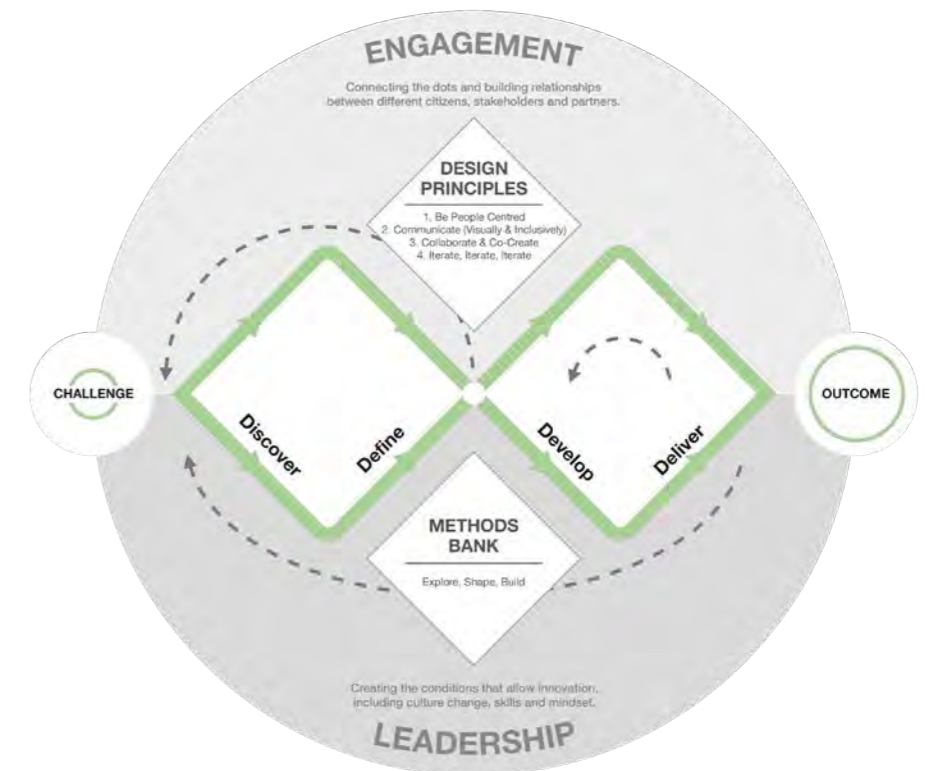 ENGAGEMENT
Connecting the dots and building relationships
between different citizens, stakeholders and partners.
DESIGN
PRINCIPLES
1. Be People Centred
2. Communicate (Visually & Inclusively)
3. Collaborate & Co-Create
4. Iterate, Iterate, Iterate
CHALLENGE
OUTCOME
Discover
Define
Develop
Deliver
METHODS
BANK
Explore, Shape, Build
Creating the conditions that allow innovation,
including culture change, skills and mindset.
LEADERSHIP